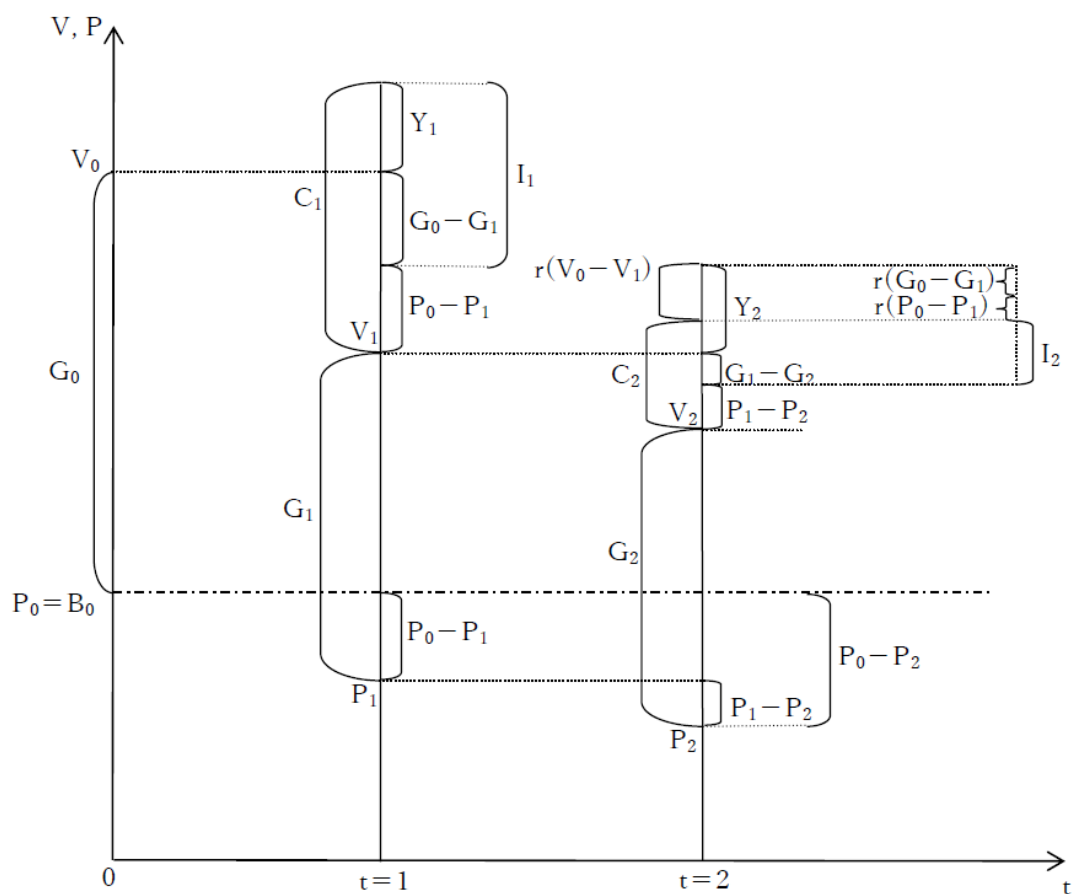 V, P
V₀
Y₁
C₁
I₁
G₀−G₁
r(V₀−V₁)
r(G₀−G₁)
P₀−P₁
Y₂
r(P₀−P₁)
V₁
I₂
G₀
C₂
G₁−G₂
V₂
P₁−P₂
G₁
G₂
P₀=B₀
P₀−P₁
P₀−P₂
P₁
P₁−P₂
P₂
0
t=1
t=2
t